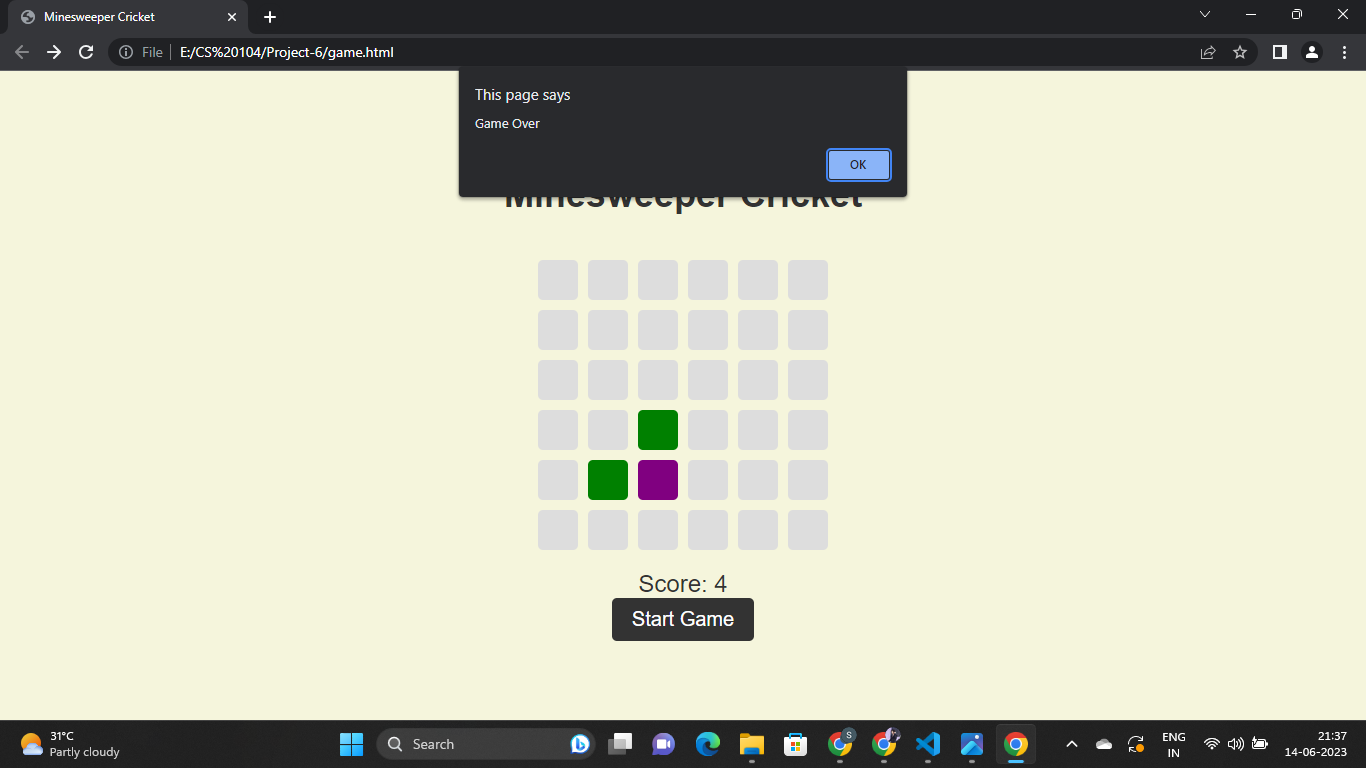 Minesweeper Cricket
File
E:/CS%20104/Project-6/game.html
This page says
Game Over
OK
Minesweeper Cricket
Score: 4
Start Game
31°C
Partly cloudy
Search
S
ENG
IN
21:37
14-06-2023